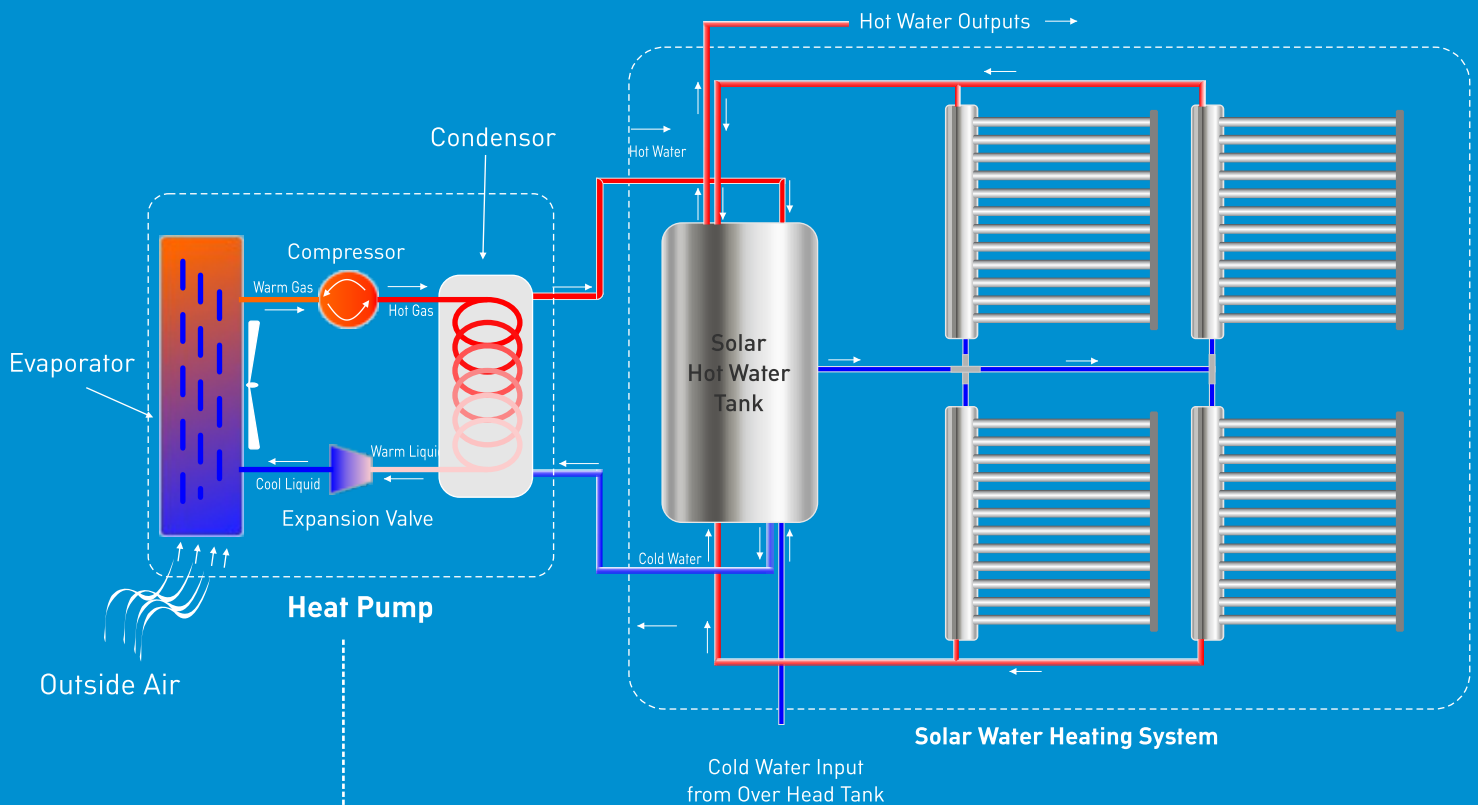 Hot Water Outputs
Condensor
Hot Water
Compressor
Warm Gas
Hot Gas
Evaporator
Solar
Hot Water
Tank
Warm Liqui
Cool Liquid
Expansion Valve
Cold Water
Heat Pump
Outside Air
Solar Water Heating System
Cold Water Input
from Over Head Tank